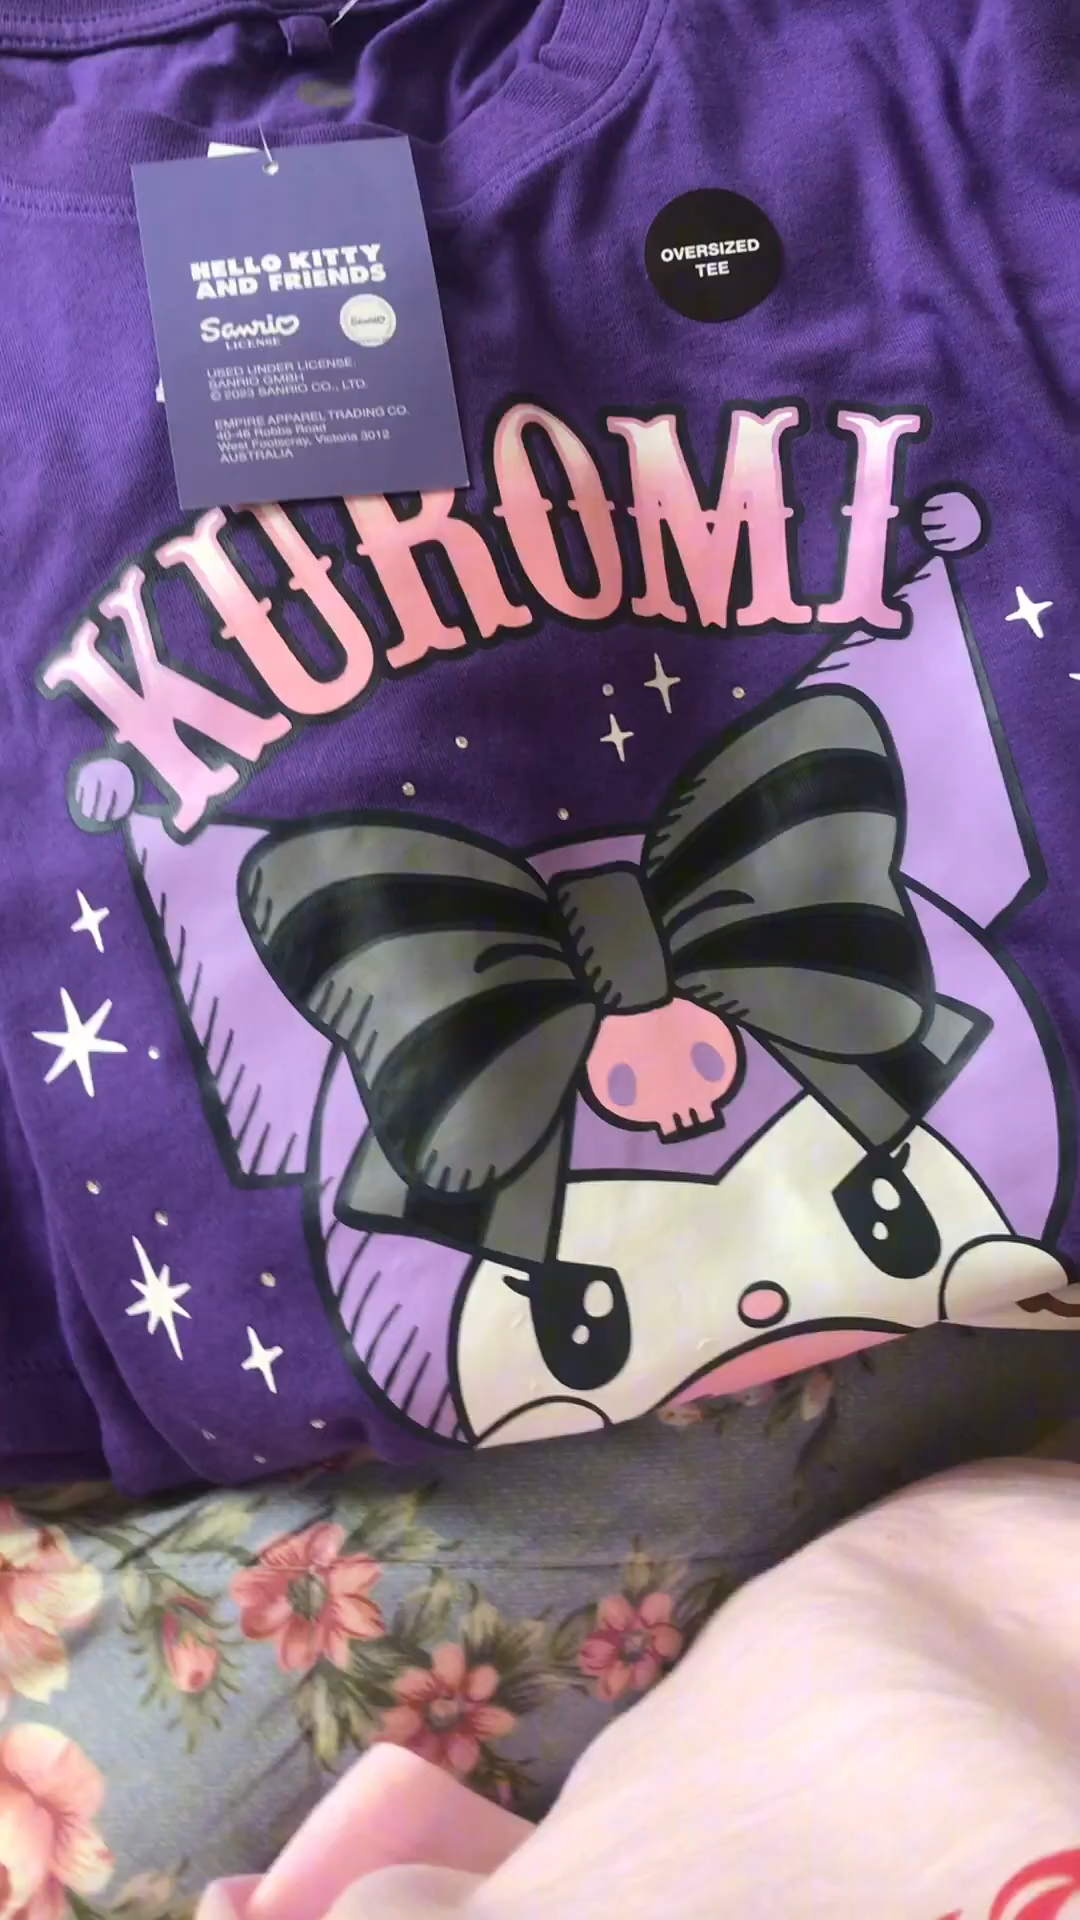 HELLO KITTY
AND FRIENDS
Sanrio
LICENSE
Sanrio
USED UNDER LICENSE.
SANRIO GMBH
© 2023 SANRIO CO., LTD.
EMPIRE APPAREL TRADING CO.
40-46 Robbs Road
West Footscray, Victoria 3012
AUSTRALIA
OVERSIZED
TEE
KUROMI